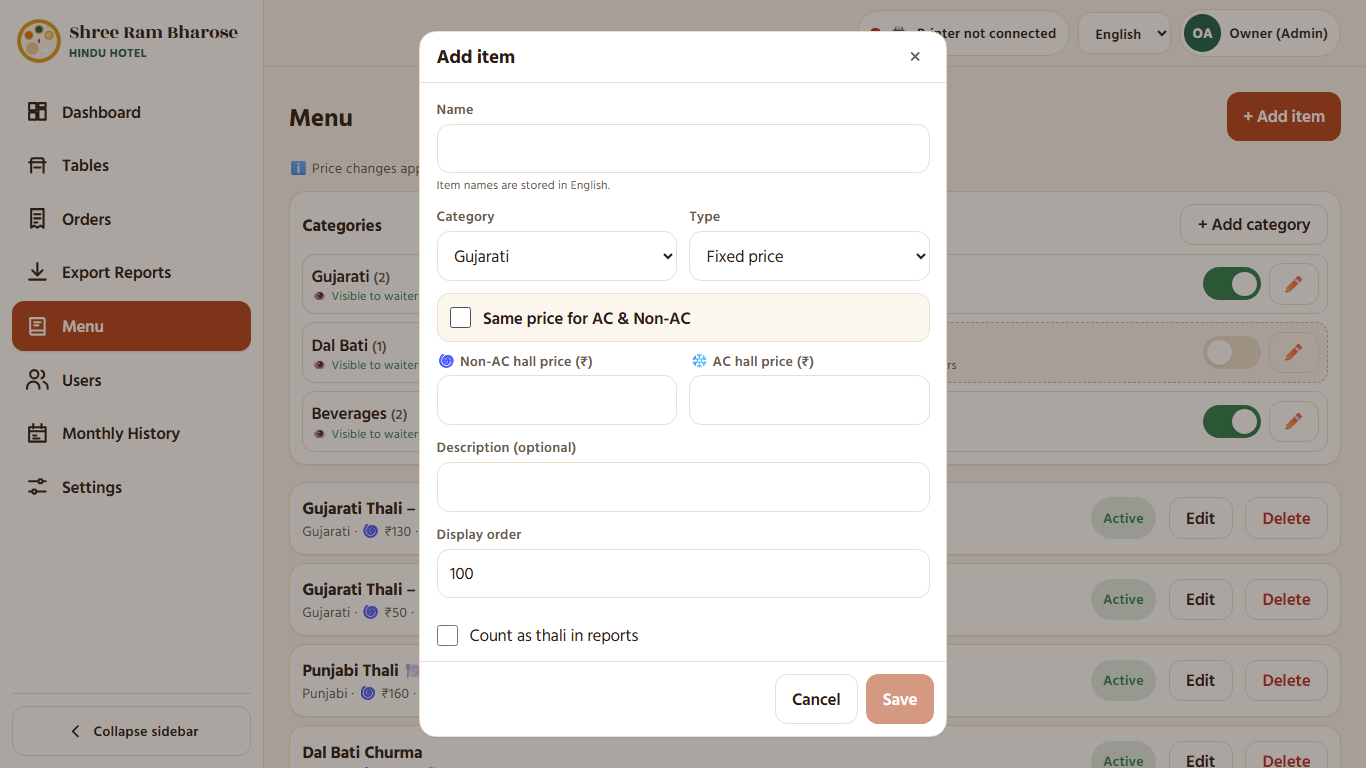 Shree Ram Bharose
HINDU HOTEL
Dashboard
Tables
Orders
Export Reports
Menu
Users
Monthly History
Settings
Collapse sidebar
Printer not connected
English
OA
Owner (Admin)
Menu
+ Add item
Price changes app
Categories
+ Add category
Gujarati (2)
Visible to waiter
Dal Bati (1)
Visible to waiter
rs
Beverages (2)
Visible to waiter
Gujarati Thali –
Gujarati · ₹130 ·
Active
Edit
Delete
Gujarati Thali –
Gujarati · ₹50 ·
Active
Edit
Delete
Punjabi Thali
Punjabi · ₹160 ·
Active
Edit
Delete
Dal Bati Churma
Active
Edit
Delete
Add item
×
Name
Item names are stored in English.
Category
Type
Gujarati
Fixed price
Same price for AC & Non-AC
Non-AC hall price (₹)
AC hall price (₹)
Description (optional)
Display order
100
Count as thali in reports
Cancel
Save